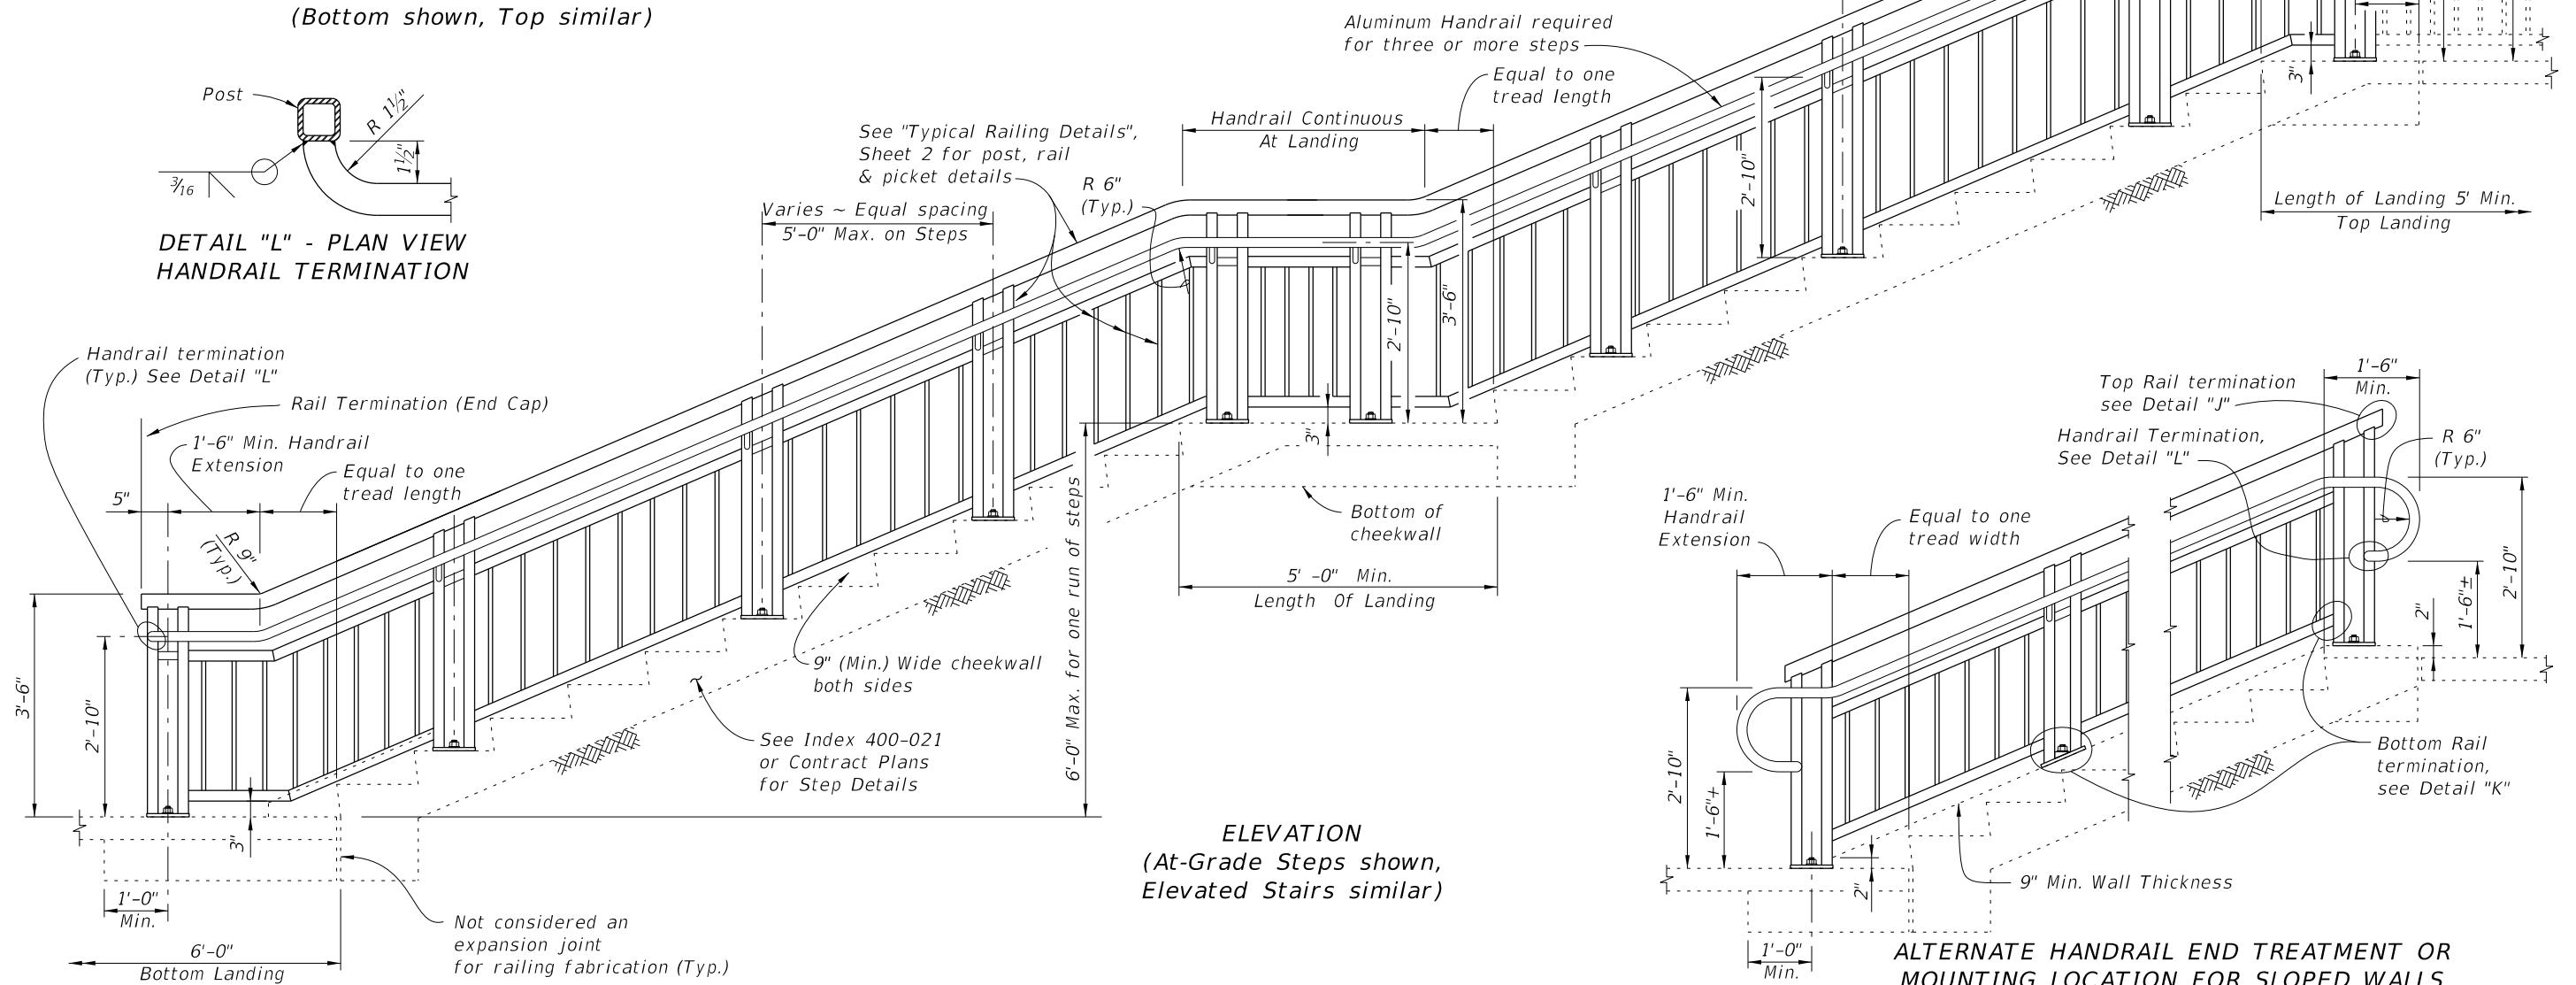 (Bottom shown, Top similar)
Post
R 1½"
1½"
3/16
DETAIL "L" - PLAN VIEW
HANDRAIL TERMINATION
Aluminum Handrail required
for three or more steps
Equal to one
tread length
Handrail Continuous
At Landing
See "Typical Railing Details",
Sheet 2 for post, rail
& picket details
R 6"
(Typ.)
Varies ~ Equal spacing
5'-0" Max. on Steps
2'-10"
3"
Length of Landing 5' Min.
Top Landing
2'-10"
3'-6"
3"
Handrail termination
(Typ.) See Detail "L"
Rail Termination (End Cap)
1'-6" Min. Handrail
Extension
Equal to one
tread length
5"
R 9"
(Typ.)
3'-6"
2'-10"
3"
1'-0"
Min.
6'-0"
Bottom Landing
Not considered an
expansion joint
for railing fabrication (Typ.)
9" (Min.) Wide cheekwall
both sides
See Index 400-021
or Contract Plans
for Step Details
6'-0" Max. for one run of steps
Bottom of
cheekwall
5' -0" Min.
Length Of Landing
ELEVATION
(At-Grade Steps shown,
Elevated Stairs similar)
1'-6"
Min.
Top Rail termination
see Detail "J"
Handrail Termination,
See Detail "L"
R 6"
(Typ.)
1'-6" Min.
Handrail
Extension
Equal to one
tread width
2'-10"
1'-6"±
2"
2'-10"
1'-6"+
2"
Bottom Rail
termination,
see Detail "K"
9" Min. Wall Thickness
1'-0"
Min.
ALTERNATE HANDRAIL END TREATMENT OR
MOUNTING LOCATION FOR SLOPED WALLS